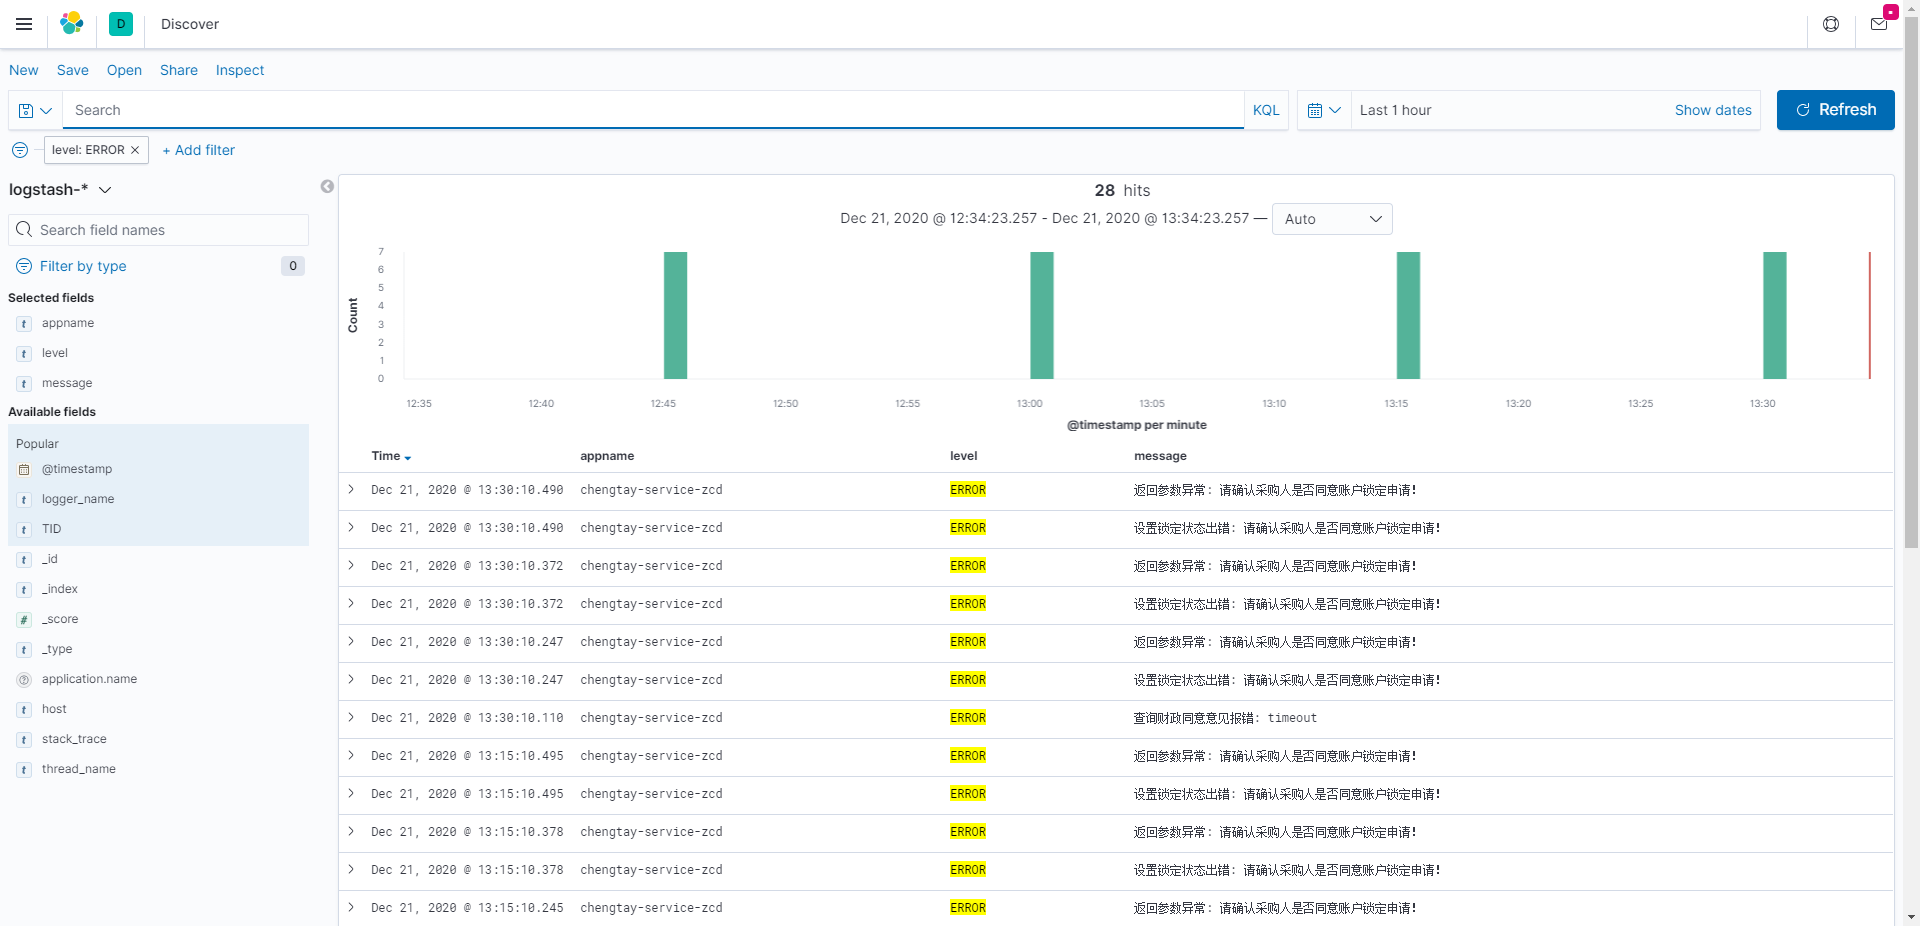 D Discover
New Save Open Share Inspect
Search KQL Last 1 hour Show dates Refresh
level: ERROR × + Add filter
logstash-*
Search field names
Filter by type 0
Selected fields
t appname
t level
t message
Available fields
Popular
@timestamp
t logger_name
t TID
t _id
t _index
# _score
t _type
? application.name
t host
t stack_trace
t thread_name
28 hits
Dec 21, 2020 @ 12:34:23.257 - Dec 21, 2020 @ 13:34:23.257 — Auto
Count
7
6
5
4
3
2
1
0
12:35 12:40 12:45 12:50 12:55 13:00 13:05 13:10 13:15 13:20 13:25 13:30
@timestamp per minute
Time appname level message
Dec 21, 2020 @ 13:30:10.490 chengtay-service-zcd ERROR 返回参数异常: 请确认采购人是否同意账户锁定申请!
Dec 21, 2020 @ 13:30:10.490 chengtay-service-zcd ERROR 设置锁定状态出错: 请确认采购人是否同意账户锁定申请!
Dec 21, 2020 @ 13:30:10.372 chengtay-service-zcd ERROR 返回参数异常: 请确认采购人是否同意账户锁定申请!
Dec 21, 2020 @ 13:30:10.372 chengtay-service-zcd ERROR 设置锁定状态出错: 请确认采购人是否同意账户锁定申请!
Dec 21, 2020 @ 13:30:10.247 chengtay-service-zcd ERROR 返回参数异常: 请确认采购人是否同意账户锁定申请!
Dec 21, 2020 @ 13:30:10.247 chengtay-service-zcd ERROR 设置锁定状态出错: 请确认采购人是否同意账户锁定申请!
Dec 21, 2020 @ 13:30:10.110 chengtay-service-zcd ERROR 查询财政同意意见报错: timeout
Dec 21, 2020 @ 13:15:10.495 chengtay-service-zcd ERROR 返回参数异常: 请确认采购人是否同意账户锁定申请!
Dec 21, 2020 @ 13:15:10.495 chengtay-service-zcd ERROR 设置锁定状态出错: 请确认采购人是否同意账户锁定申请!
Dec 21, 2020 @ 13:15:10.378 chengtay-service-zcd ERROR 返回参数异常: 请确认采购人是否同意账户锁定申请!
Dec 21, 2020 @ 13:15:10.378 chengtay-service-zcd ERROR 设置锁定状态出错: 请确认采购人是否同意账户锁定申请!
Dec 21, 2020 @ 13:15:10.245 chengtay-service-zcd ERROR 返回参数异常: 请确认采购人是否同意账户锁定申请!